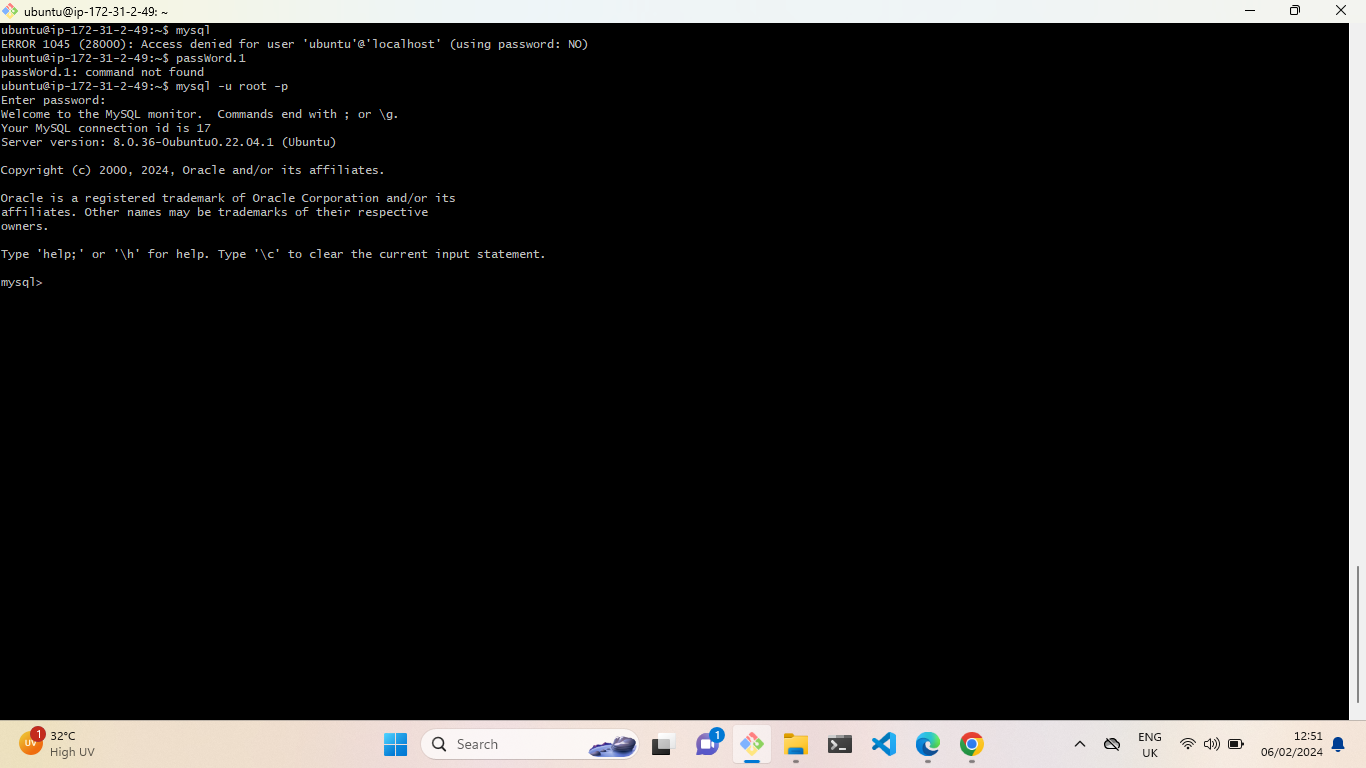 ubuntu@ip-172-31-2-49: ~
ubuntu@ip-172-31-2-49:~$ mysql
ERROR 1045 (28000): Access denied for user 'ubuntu'@'localhost' (using password: NO)
ubuntu@ip-172-31-2-49:~$ passWord.1
passWord.1: command not found
ubuntu@ip-172-31-2-49:~$ mysql -u root -p
Enter password:
Welcome to the MySQL monitor.  Commands end with ; or \g.
Your MySQL connection id is 17
Server version: 8.0.36-0ubuntu0.22.04.1 (Ubuntu)
Copyright (c) 2000, 2024, Oracle and/or its affiliates.
Oracle is a registered trademark of Oracle Corporation and/or its
affiliates. Other names may be trademarks of their respective
owners.
Type 'help;' or '\h' for help. Type '\c' to clear the current input statement.
mysql>
UV
1
32°C
High UV
Search
1
ENG
UK
12:51
06/02/2024